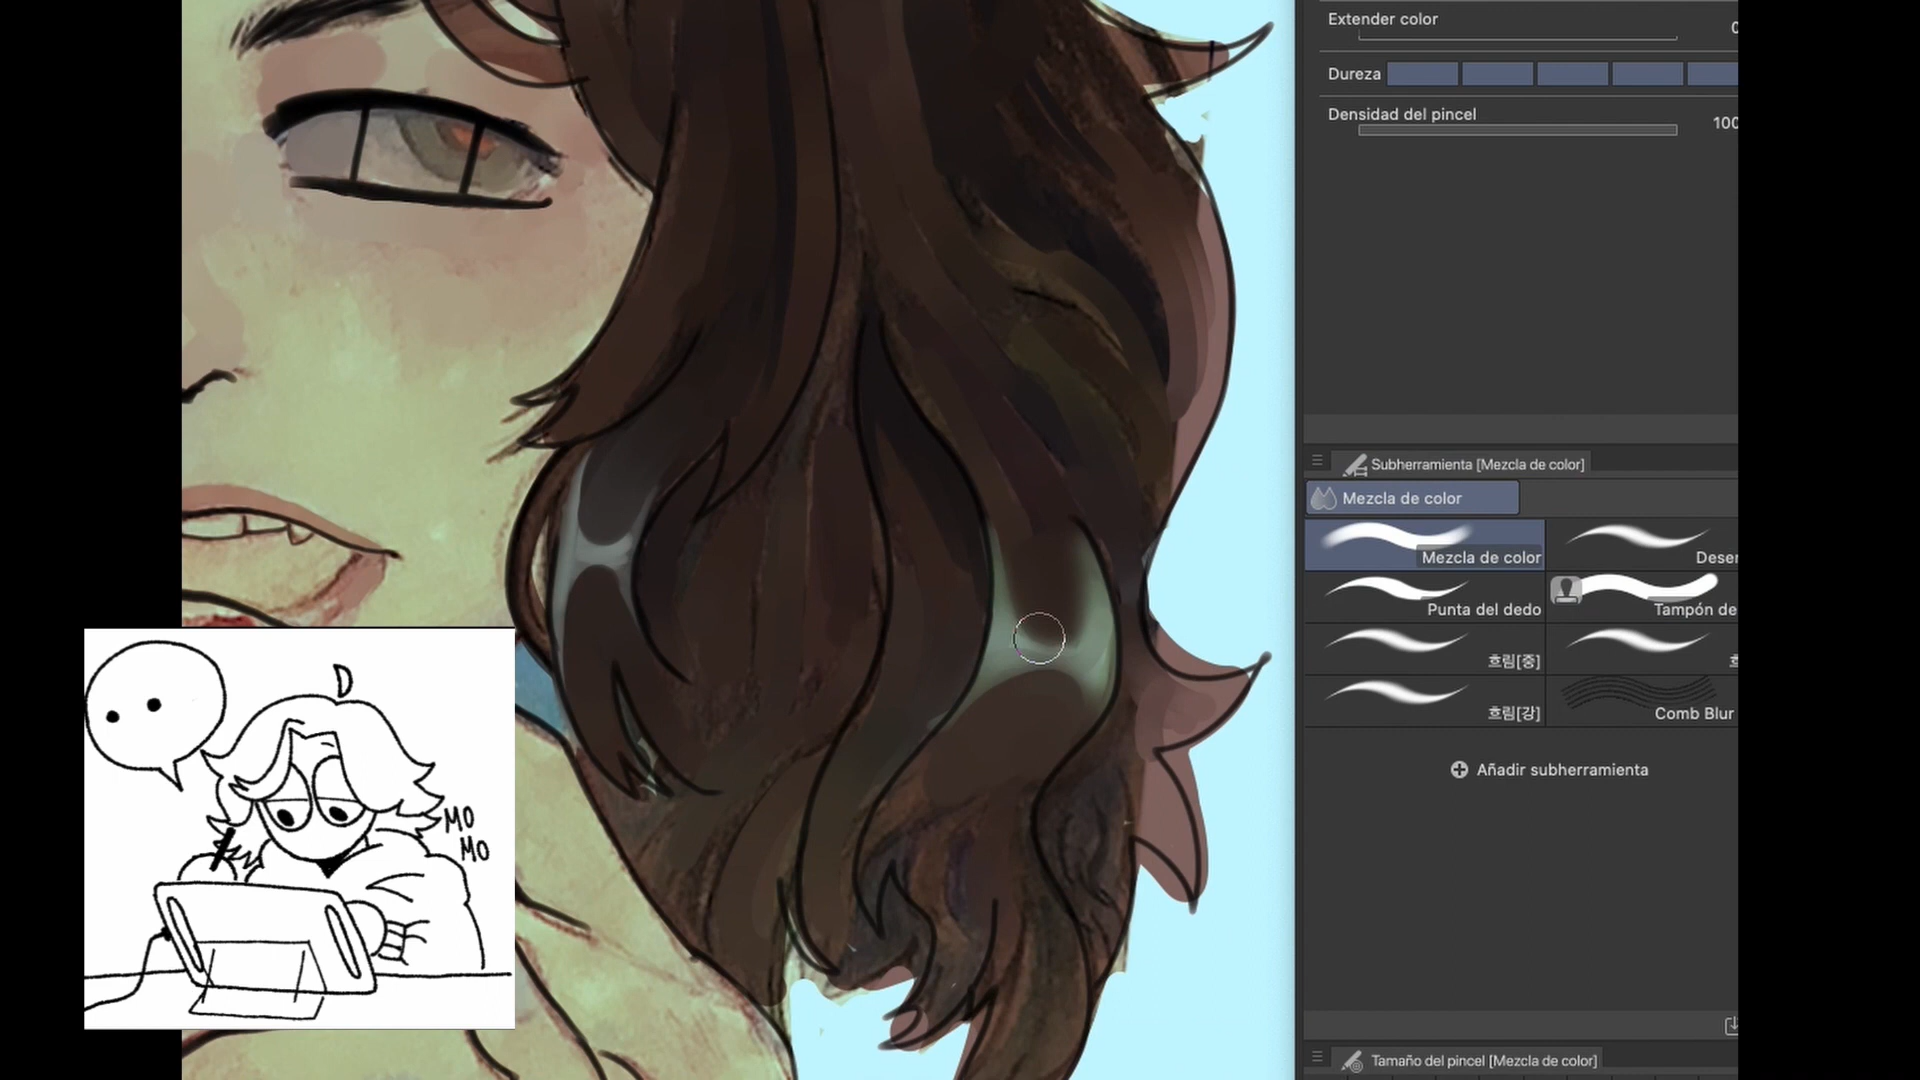 Extender color
Dureza
Densidad del pincel
100
Subherramienta [Mezcla de color]
Mezcla de color
Mezcla de color
Punta del dedo
Tampón de
흐림[중]
흐림[강]
Comb Blur
Añadir subherramienta
Tamaño del pincel [Mezcla de color]
MO
MO